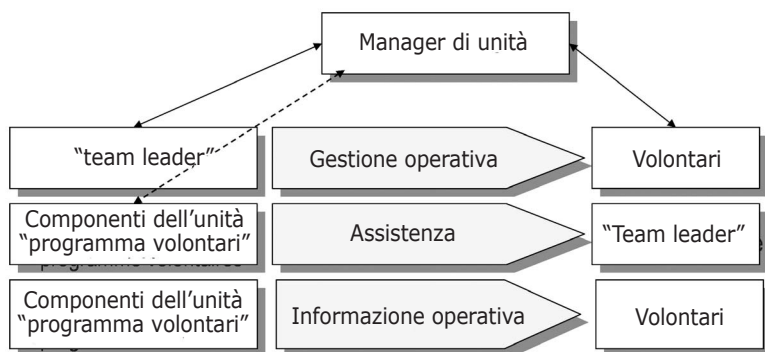 Manager di unità
“team leader”
Gestione operativa
Volontari
Componenti dell'unità
“programma volontari”
Assistenza
“Team leader”
Componenti dell'unità
“programma volontari”
Informazione operativa
Volontari